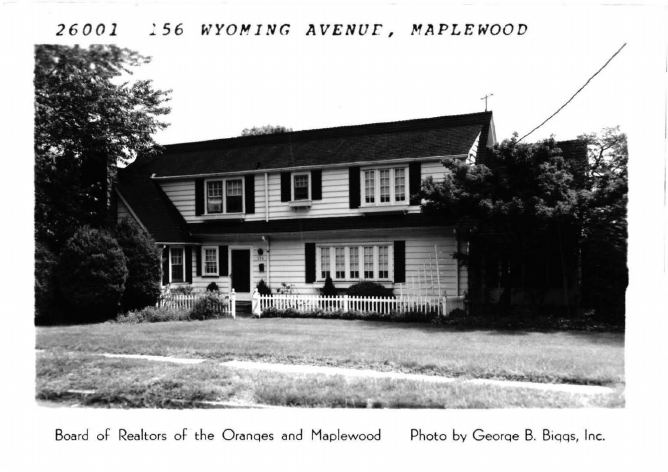 26001 156 WYOMING AVENUE, MAPLEWOOD
Board of Realtors of the Oranges and Maplewood Photo by George B. Biggs, Inc.